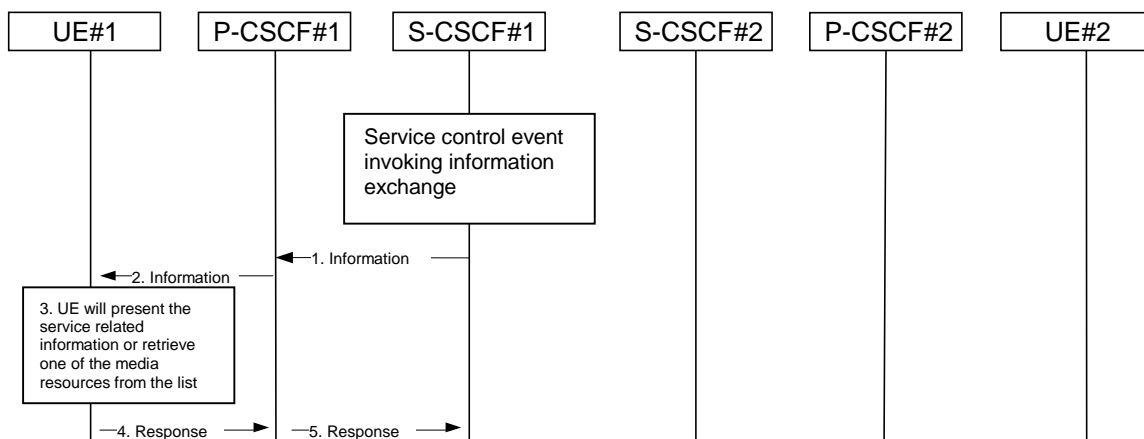 UE#1
P-CSCF#1
S-CSCF#1
S-CSCF#2
P-CSCF#2
UE#2
Service control event
invoking information
exchange
1. Information
2. Information
3. UE will present the
service related
information or retrieve
one of the media
resources from the list
4. Response
5. Response